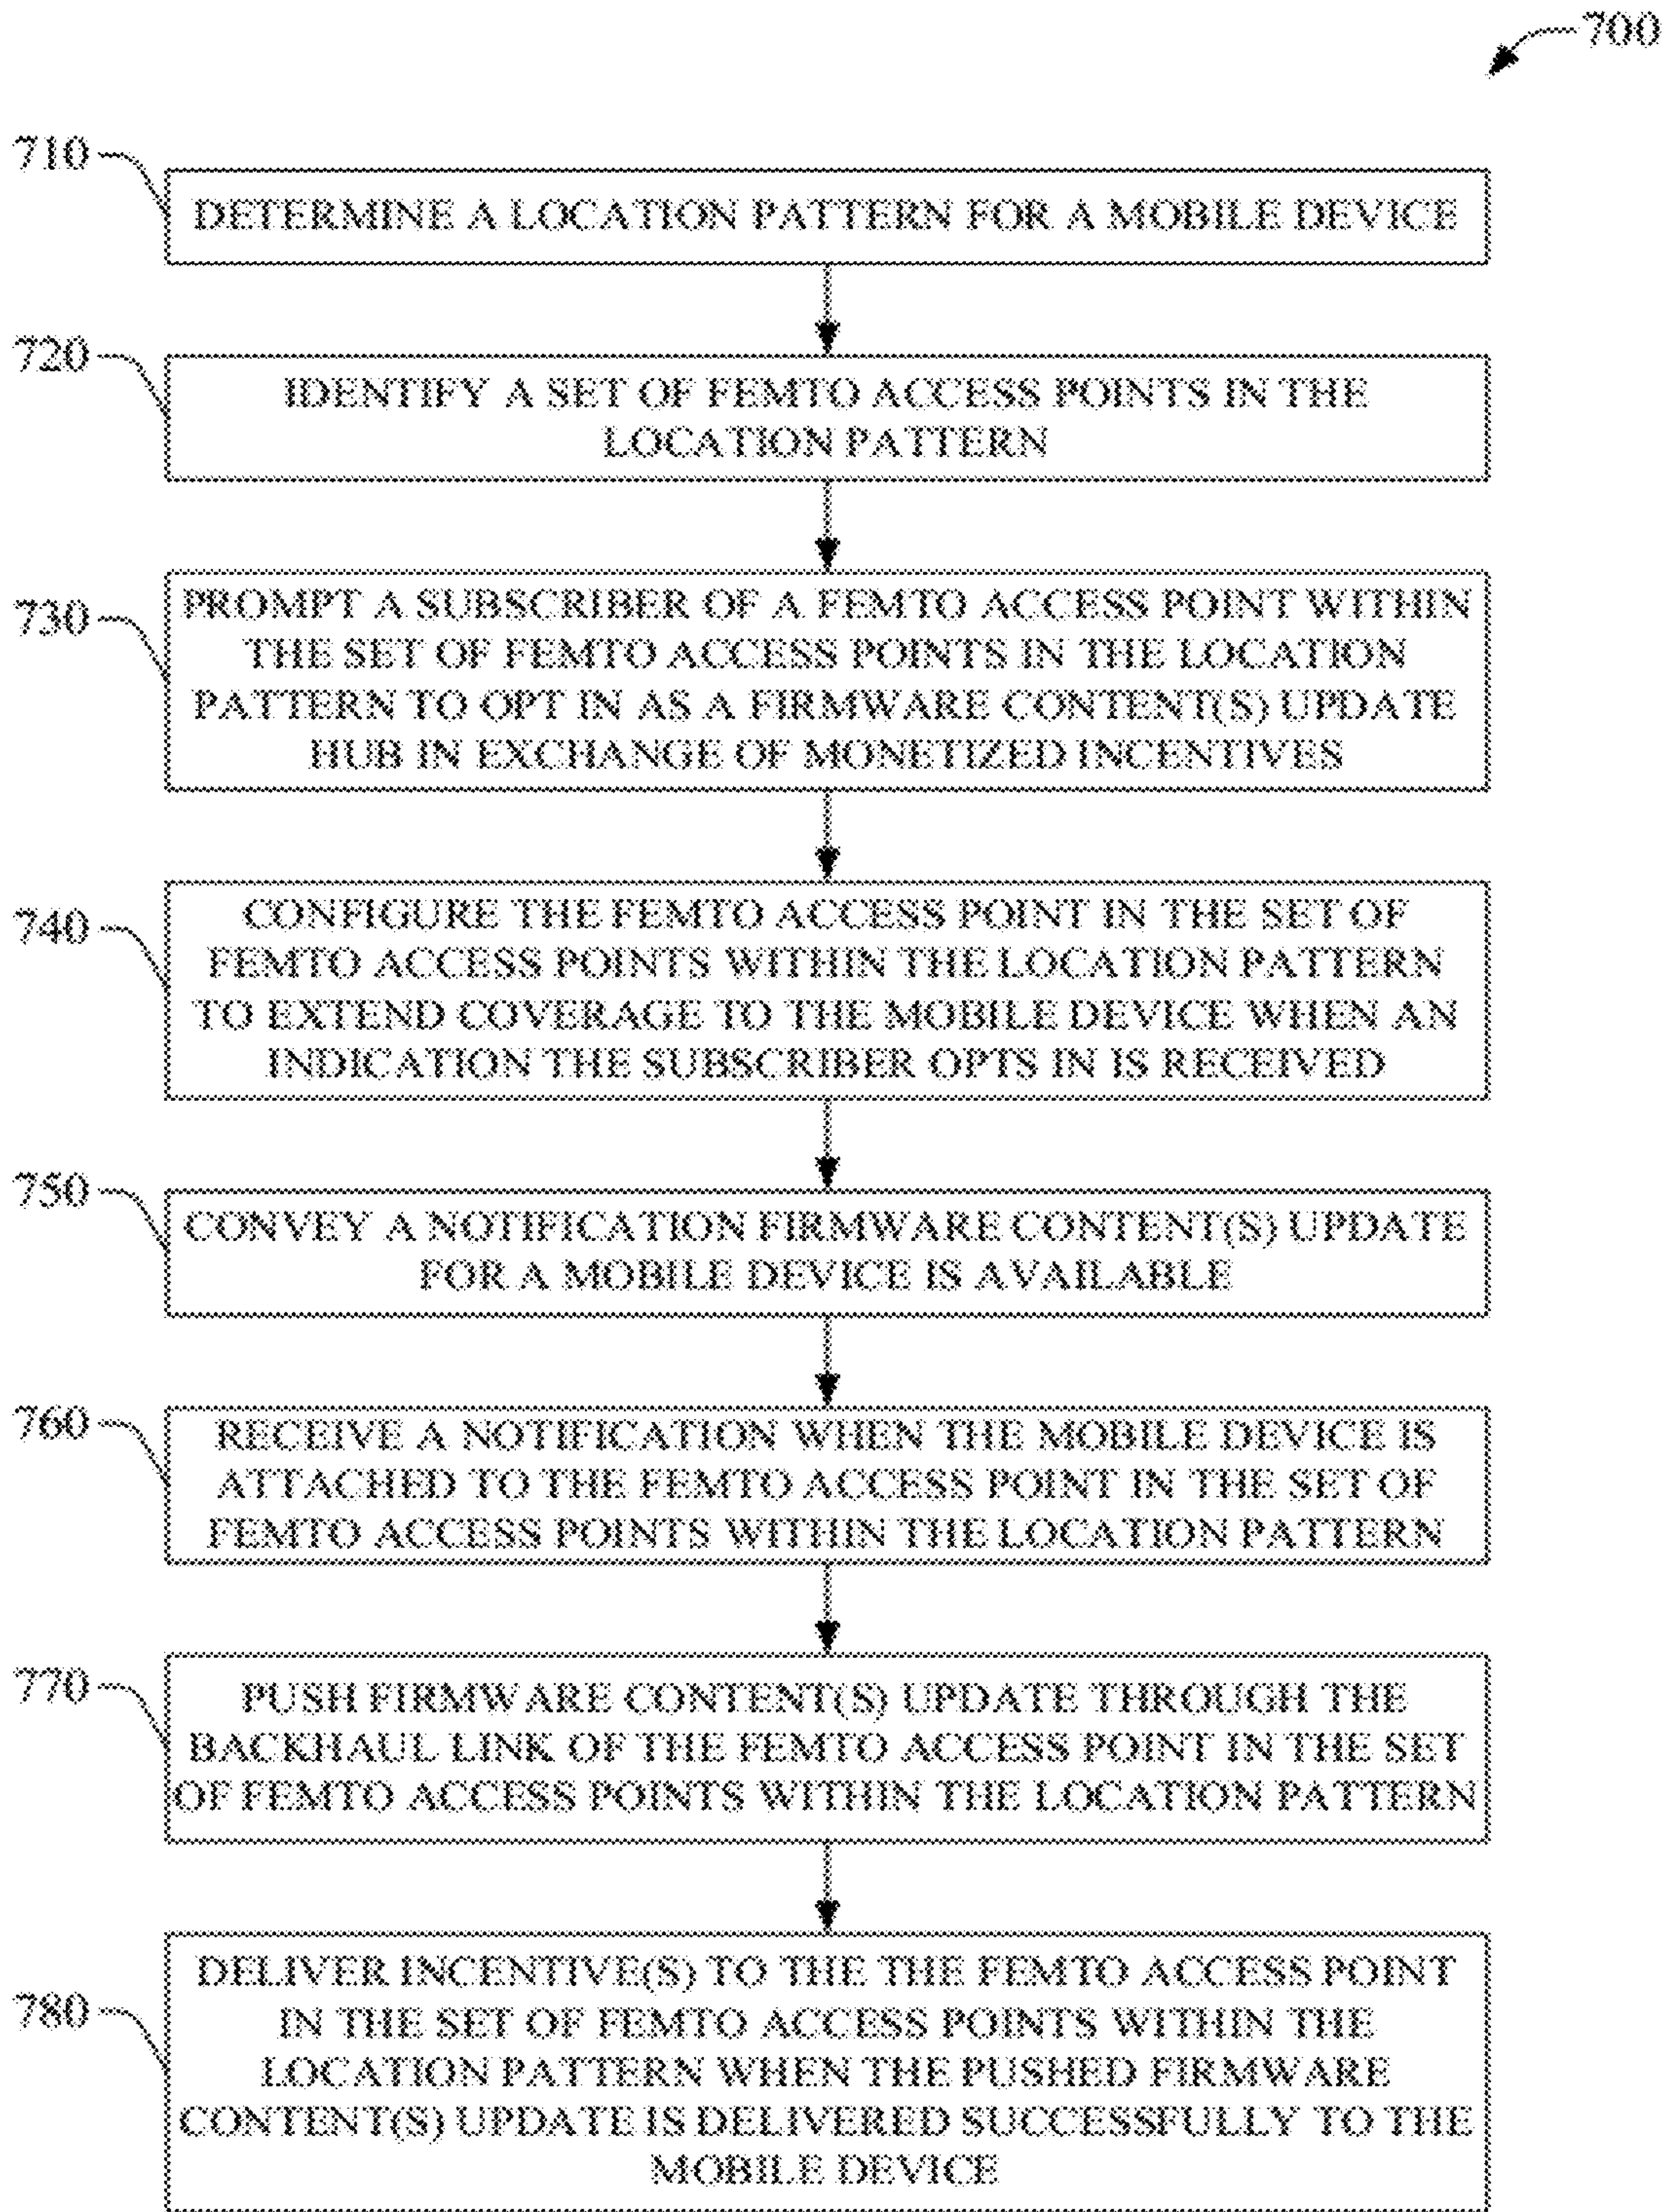 700
710
DETERMINE A LOCATION PATTERN FOR A MOBILE DEVICE
720
IDENTIFY A SET OF FEMTO ACCESS POINTS IN THE
LOCATION PATTERN
730
PROMPT A SUBSCRIBER OF A FEMTO ACCESS POINT WITHIN
THE SET OF FEMTO ACCESS POINTS IN THE LOCATION
PATTERN TO OPT IN AS A FIRMWARE CONTENT(S) UPDATE
HUB IN EXCHANGE OF MONETIZED INCENTIVES
740
CONFIGURE THE FEMTO ACCESS POINT IN THE SET OF
FEMTO ACCESS POINTS WITHIN THE LOCATION PATTERN
TO EXTEND COVERAGE TO THE MOBILE DEVICE WHEN AN
INDICATION THE SUBSCRIBER OPTS IN IS RECEIVED
750
CONVEY A NOTIFICATION FIRMWARE CONTENT(S) UPDATE
FOR A MOBILE DEVICE IS AVAILABLE
760
RECEIVE A NOTIFICATION WHEN THE MOBILE DEVICE IS
ATTACHED TO THE FEMTO ACCESS POINT IN THE SET OF
FEMTO ACCESS POINTS WITHIN THE LOCATION PATTERN
770
PUSH FIRMWARE CONTENT(S) UPDATE THROUGH THE
BACKHAUL LINK OF THE FEMTO ACCESS POINT IN THE SET
OF FEMTO ACCESS POINTS WITHIN THE LOCATION PATTERN
780
DELIVER INCENTIVE(S) TO THE THE FEMTO ACCESS POINT
IN THE SET OF FEMTO ACCESS POINTS WITHIN THE
LOCATION PATTERN WHEN THE PUSHED FIRMWARE
CONTENT(S) UPDATE IS DELIVERED SUCCESSFULLY TO THE
MOBILE DEVICE